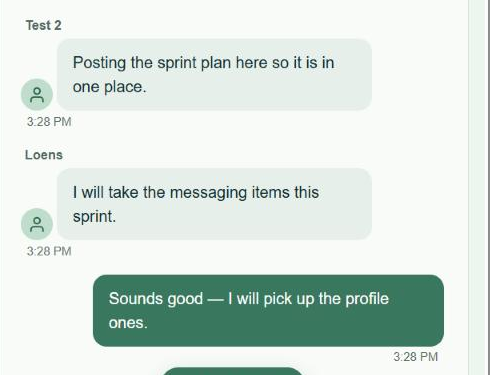 Test 2
Posting the sprint plan here so it is in
one place.
3:28 PM
Loens
I will take the messaging items this
sprint.
3:28 PM
Sounds good — I will pick up the profile
ones.
3:28 PM